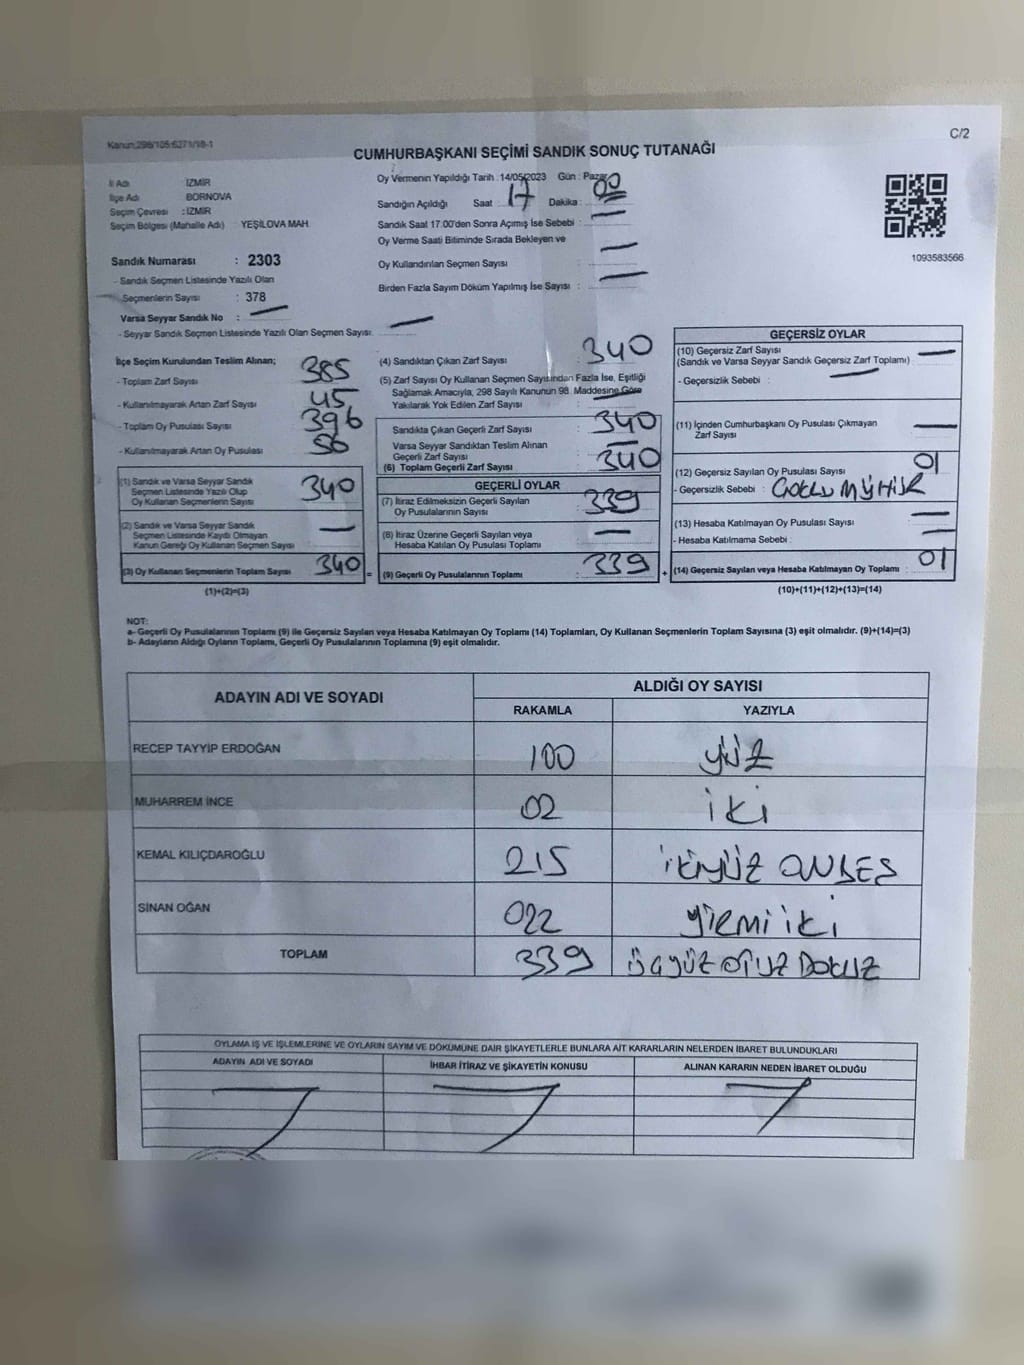 Kanun:298/105:6271/18-1
C/2
CUMHURBAŞKANI SEÇİMİ SANDIK SONUÇ TUTANAĞI
İl Adı : İZMİR
İlçe Adı : BORNOVA
Seçim Çevresi : İZMİR
Seçim Bölgesi (Mahalle Adı) : YEŞİLOVA MAH.
Sandık Numarası : 2303
- Sandık Seçmen Listesinde Yazılı Olan
Seçmenlerin Sayısı : 378
Varsa Seyyar Sandık No : —
- Seyyar Sandık Seçmen Listesinde Yazılı Olan Seçmen Sayısı. —
Oy Vermenin Yapıldığı Tarih : 14/05/2023 Gün : Pazar
Sandığın Açıldığı Saat : 17 Dakika : 00
Sandık Saat 17.00'den Sonra Açımış İse Sebebi : —
Oy Verme Saati Bitiminde Sırada Bekleyen ve
Oy Kullandırılan Seçmen Sayısı : —
Birden Fazla Sayım Döküm Yapılmış İse Sayısı : —
1093583566
İlçe Seçim Kurulundan Teslim Alınan;
- Toplam Zarf Sayısı 385
- Kullanılmayarak Artan Zarf Sayısı 45
- Toplam Oy Pusulası Sayısı 396
- Kullanılmayarak Artan Oy Pusulası 56
(1) Sandık ve Varsa Seyyar Sandık
Seçmen Listesinde Yazılı Olup
Oy Kullanan Seçmenlerin Sayısı 340
(2) Sandık ve Varsa Seyyar Sandık
Seçmen Listesinde Kaydı Olmayan
Kanun Gereği Oy Kullanan Seçmen Sayısı —
(3) Oy Kullanan Seçmenlerin Toplam Sayısı 340 =
(1)+(2)=(3)
(4) Sandıktan Çıkan Zarf Sayısı : 340
(5) Zarf Sayısı Oy Kullanan Seçmen Sayısından Fazla İse, Eşitliği
Sağlamak Amacıyla, 298 Sayılı Kanunun 98. Maddesine Göre
Yakılarak Yok Edilen Zarf Sayısı : —
Sandıkta Çıkan Geçerli Zarf Sayısı : 340
Varsa Seyyar Sandıktan Teslim Alınan
Geçerli Zarf Sayısı : —
(6) Toplam Geçerli Zarf Sayısı : 340
GEÇERLİ OYLAR
(7) İtiraz Edilmeksizin Geçerli Sayılan
Oy Pusulalarının Sayısı : 339
(8) İtiraz Üzerine Geçerli Sayılan veya
Hesaba Katılan Oy Pusulası Toplamı : —
(9) Geçerli Oy Pusulalarının Toplamı : 339 +
GEÇERSİZ OYLAR
(10) Geçersiz Zarf Sayısı
(Sandık ve Varsa Seyyar Sandık Geçersiz Zarf Toplamı) : —
- Geçersizlik Sebebi : —
(11) İçinden Cumhurbaşkanı Oy Pusulası Çıkmayan
Zarf Sayısı —
(12) Geçersiz Sayılan Oy Pusulası Sayısı : 01
- Geçersizlik Sebebi :
(13) Hesaba Katılmayan Oy Pusulası Sayısı : —
- Hesaba Katılmama Sebebi : —
(14) Geçersiz Sayılan veya Hesaba Katılmayan Oy Toplamı : 01
(10)+(11)+(12)+(13)=(14)
NOT:
a- Geçerli Oy Pusulalarının Toplamı (9) ile Geçersiz Sayılan veya Hesaba Katılmayan Oy Toplamı (14) Toplamları, Oy Kullanan Seçmenlerin Toplam Sayısına (3) eşit olmalıdır. (9)+(14)=(3)
b- Adayların Aldığı Oyların Toplamı, Geçerli Oy Pusulalarının Toplamına (9) eşit olmalıdır.
ADAYIN ADI VE SOYADI
ALDIĞI OY SAYISI
RAKAMLA YAZIYLA
RECEP TAYYİP ERDOĞAN 100 yüz
MUHARREM İNCE 02 iki
KEMAL KILIÇDAROĞLU 215 ikiyüz ONBEŞ
SİNAN OĞAN 022 yirmi iki
TOPLAM 339 üçyüz otuz Dokuz
OYLAMA İŞ VE İŞLEMLERİNE VE OYLARIN SAYIM VE DÖKÜMÜNE DAİR ŞİKAYETLERLE BUNLARA AİT KARARLARIN NELERDEN İBARET BULUNDUKLARI
ADAYIN ADI VE SOYADI İHBAR İTİRAZ VE ŞİKAYETİN KONUSU ALINAN KARARIN NEDEN İBARET OLDUĞU